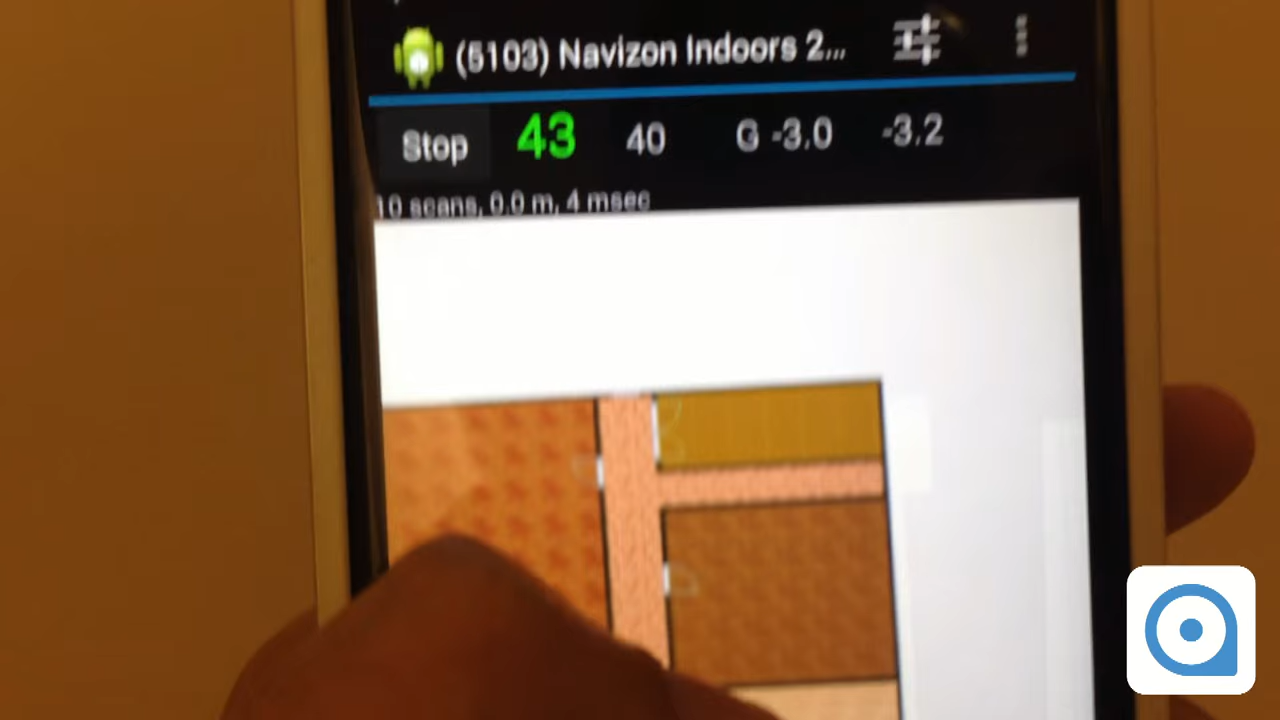 (5103) Navizon Indoors 2...
Stop 43 40 G -3.0 -3.2
10 scans, 0.0 m, 4 msec